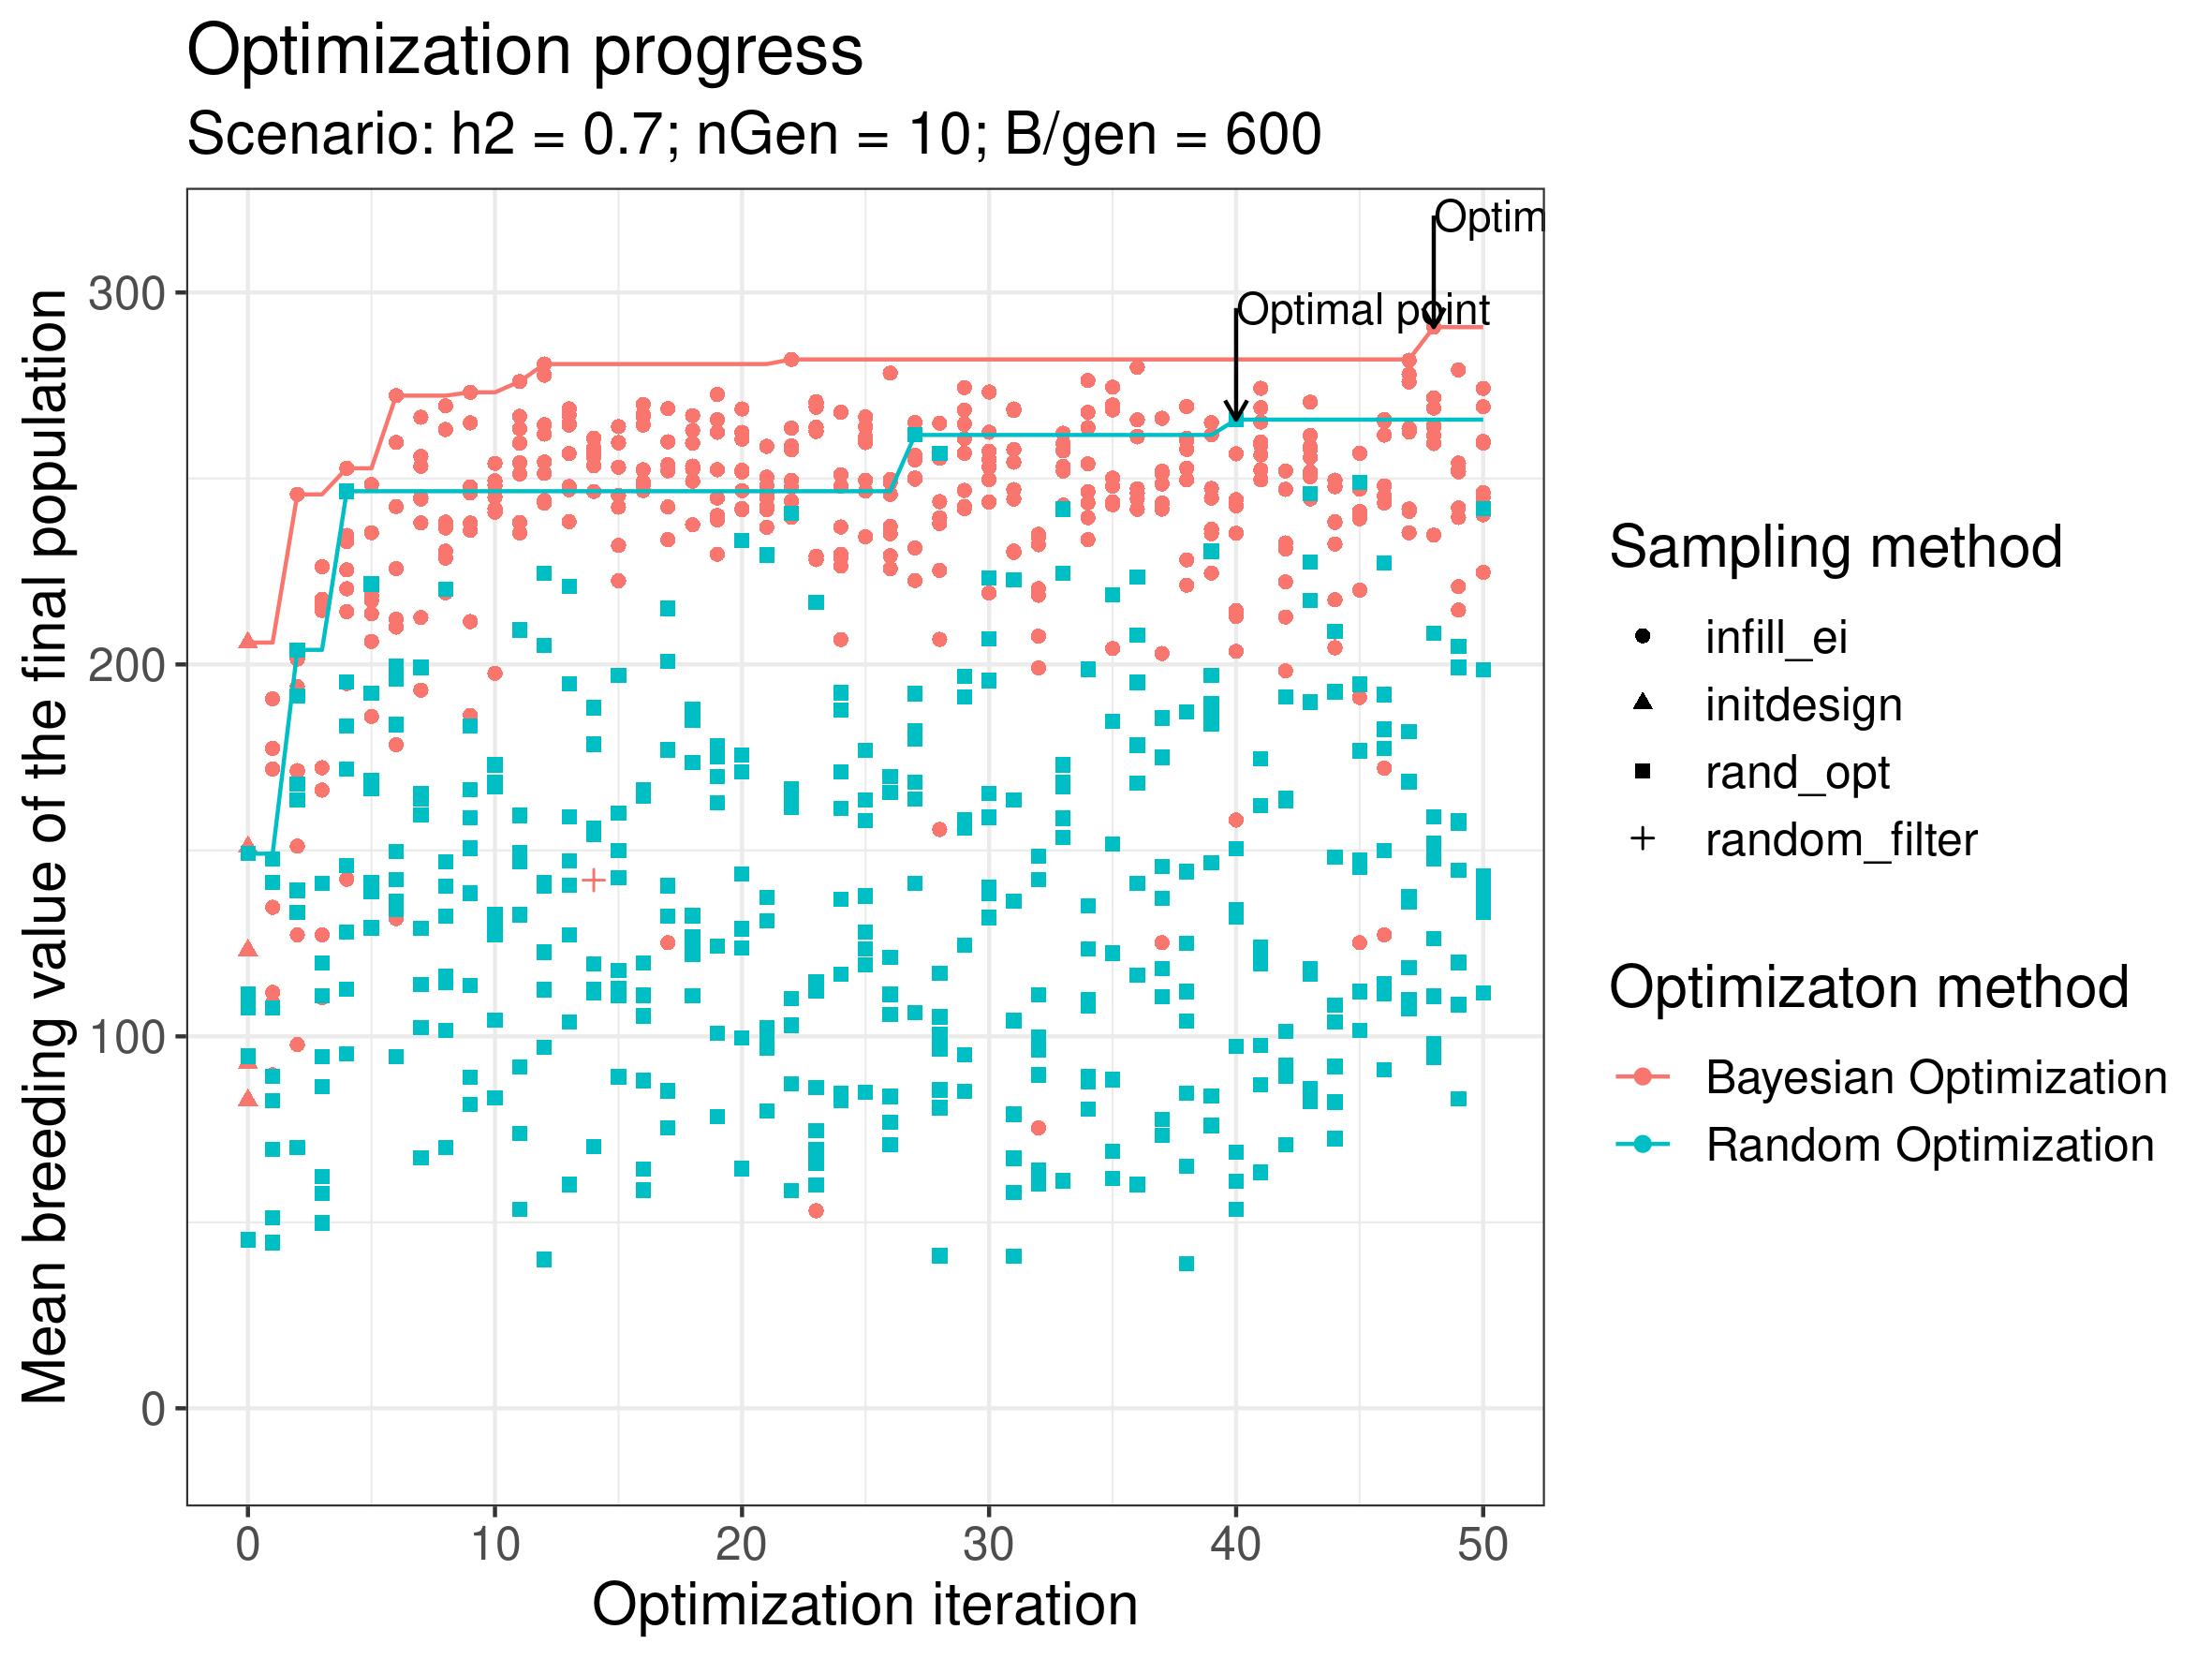 Optimization progress
Scenario: h2 = 0.7; nGen = 10; B/gen = 600
Mean breeding value of the final population
300
200
100
0
Optim
Optimal point
0 10 20 30 40 50
Optimization iteration
Sampling method
infill_ei
initdesign
rand_opt
random_filter
Optimizaton method
Bayesian Optimization
Random Optimization